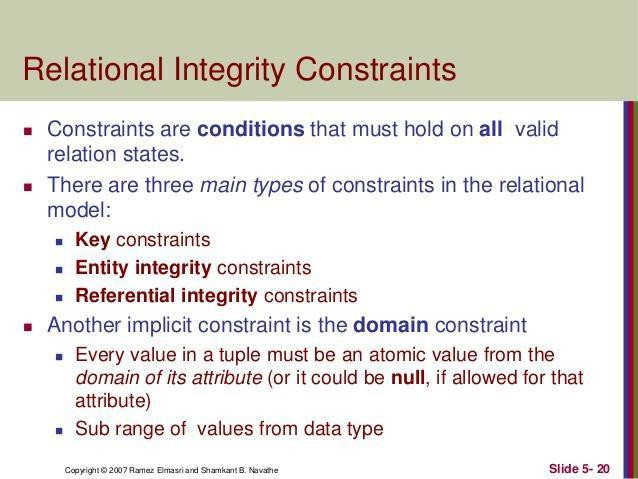 Relational Integrity Constraints
Constraints are conditions that must hold on all valid
relation states.
There are three main types of constraints in the relational
model:
Key constraints
Entity integrity constraints
Referential integrity constraints
Another implicit constraint is the domain constraint
Every value in a tuple must be an atomic value from the
domain of its attribute (or it could be null, if allowed for that
attribute)
Sub range of values from data type
Copyright © 2007 Ramez Elmasri and Shamkant B. Navathe
Slide 5- 20